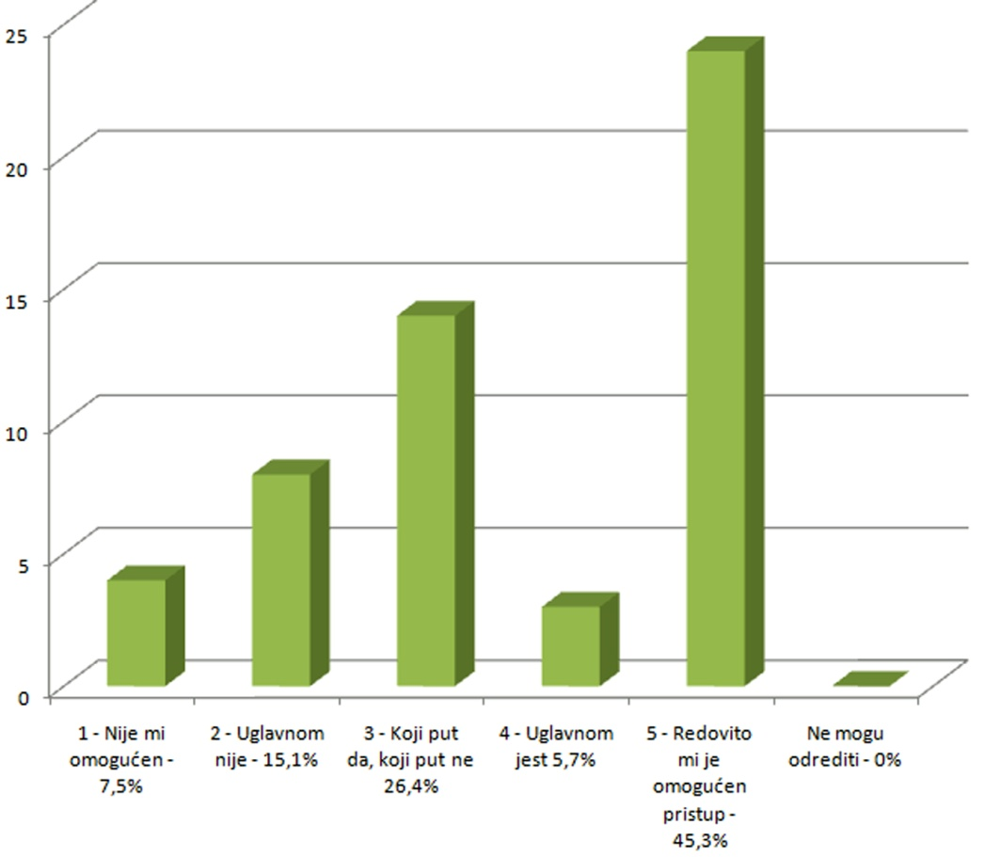 25
20
15
10
5
0
1 - Nije mi
omogućen -
7,5%
2 - Uglavnom
nije - 15,1%
3 - Koji put
da, koji put ne
26,4%
4 - Uglavnom
jest 5,7%
5 - Redovito
mi je
omogućen
pristup -
45,3%
Ne mogu
odrediti - 0%